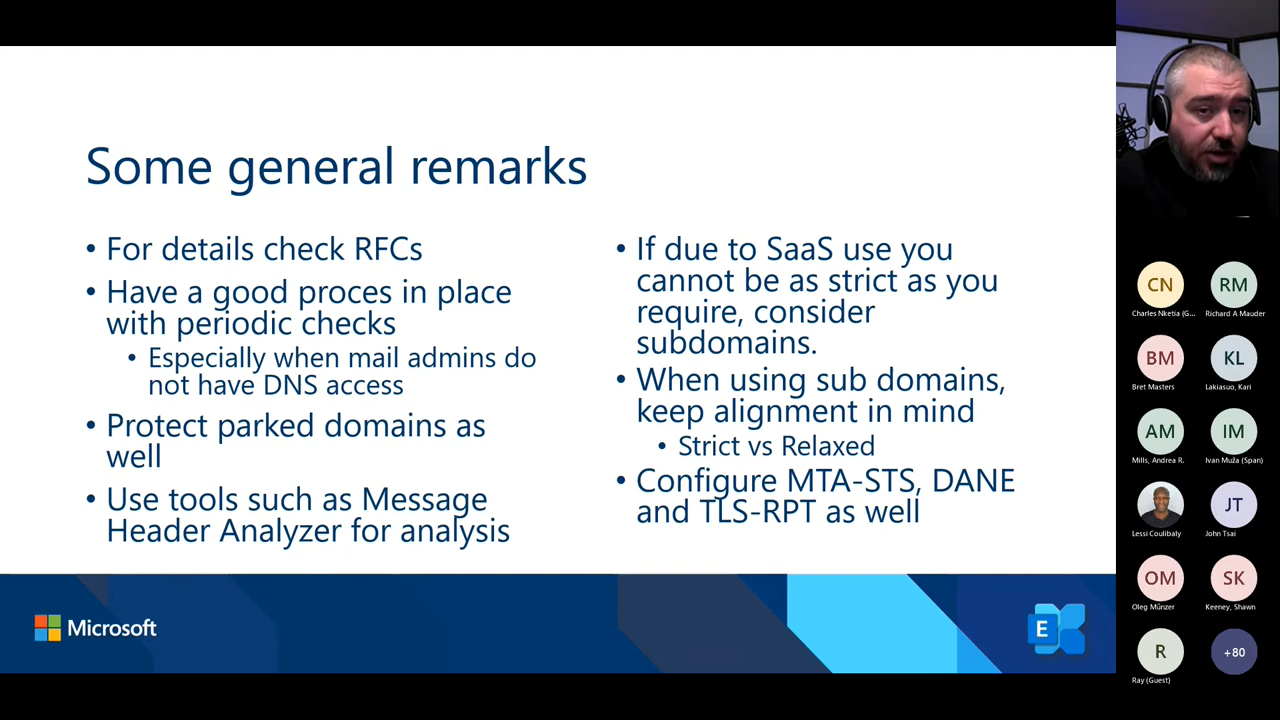 Some general remarks
• For details check RFCs
• Have a good proces in place
with periodic checks
• Especially when mail admins do
not have DNS access
• Protect parked domains as
well
• Use tools such as Message
Header Analyzer for analysis
• If due to SaaS use you
cannot be as strict as you
require, consider
subdomains.
• When using sub domains,
keep alignment in mind
• Strict vs Relaxed
• Configure MTA-STS, DANE
and TLS-RPT as well
Microsoft
E
CN
Charles Nketia (G...
RM
Richard A Mauder
BM
Bret Masters
KL
Lakiasuo, Kari
AM
Mills, Andrea R.
IM
Ivan Muža (Span)
Lessi Coulibaly
JT
John Tsai
OM
Oleg Münzer
SK
Keeney, Shawn
R
Ray (Guest)
+80